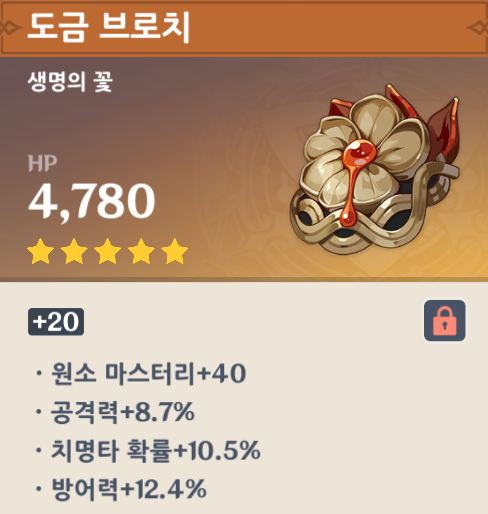 도금 브로치
생명의 꽃
HP
4,780
+20
· 원소 마스터리+40
· 공격력+8.7%
· 치명타 확률+10.5%
· 방어력+12.4%